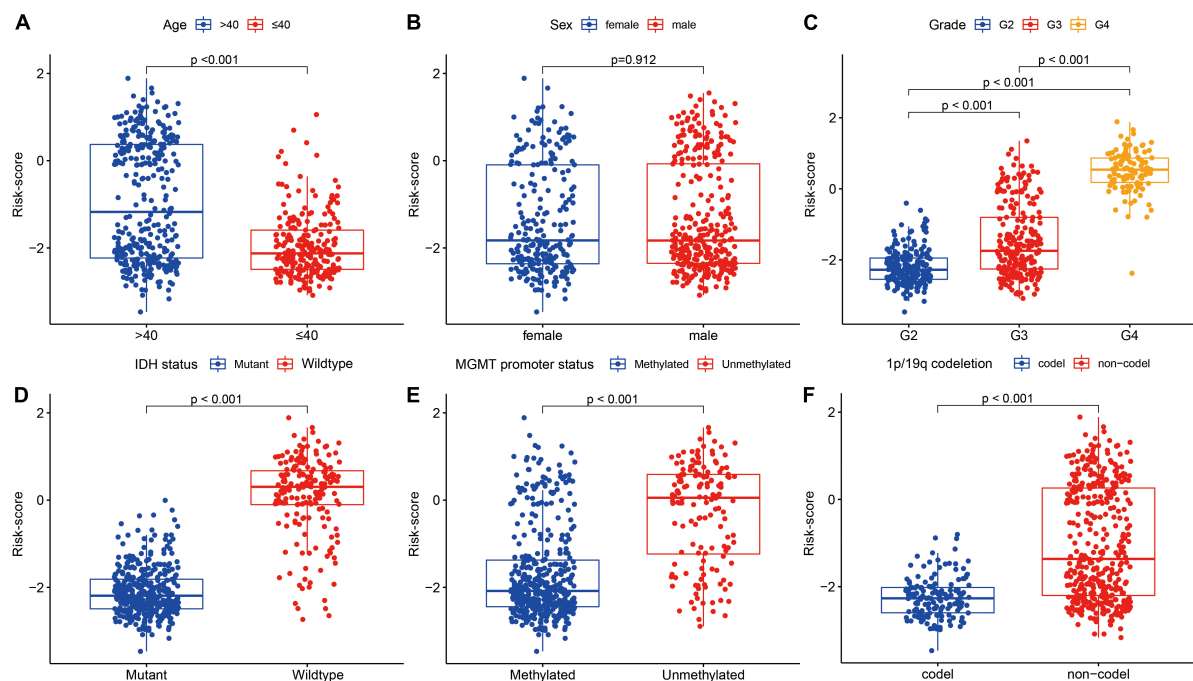 A
Age >40 ≤40
p <0.001
Risk-score
2
0
−2
>40 ≤40
B
Sex female male
p=0.912
Risk-score
2
0
−2
female male
C
Grade G2 G3 G4
p < 0.001
p < 0.001
p < 0.001
Risk-score
2
0
−2
G2 G3 G4
D
IDH status Mutant Wildtype
p < 0.001
Risk-score
2
0
−2
Mutant Wildtype
E
MGMT promoter status Methylated Unmethylated
p < 0.001
Risk-score
2
0
−2
Methylated Unmethylated
F
1p/19q codeletion codel non−codel
p < 0.001
Risk-score
2
0
−2
codel non−codel